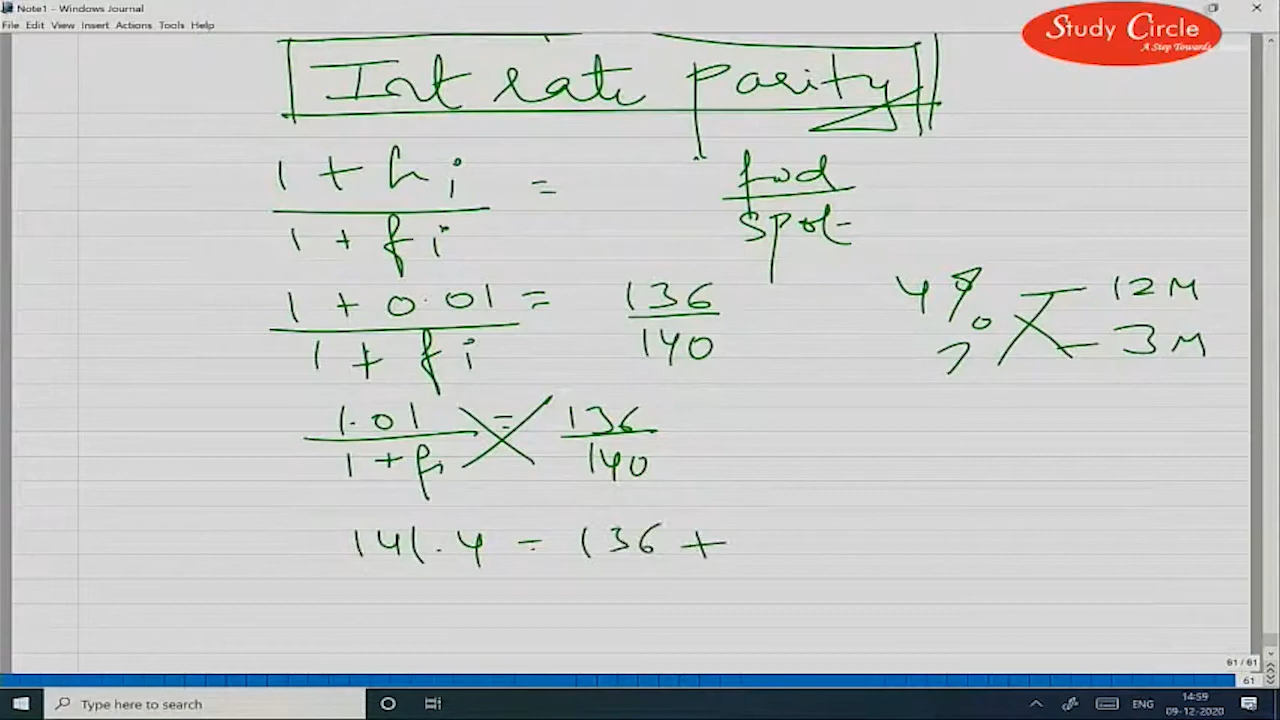 Note1 - Windows Journal
File Edit View Insert Actions Tools Help
Study Circle
A Step Towards
Int rate parity
1 + hi = fwd
1 + fi spot
1 + 0.01 = 136
1 + fi 140
4% 12M
? 3M
1.01 = 136
1 + fi 140
141.4 = 136 +
61 / 61
61
Type here to search
ENG
14:59
09-12-2020